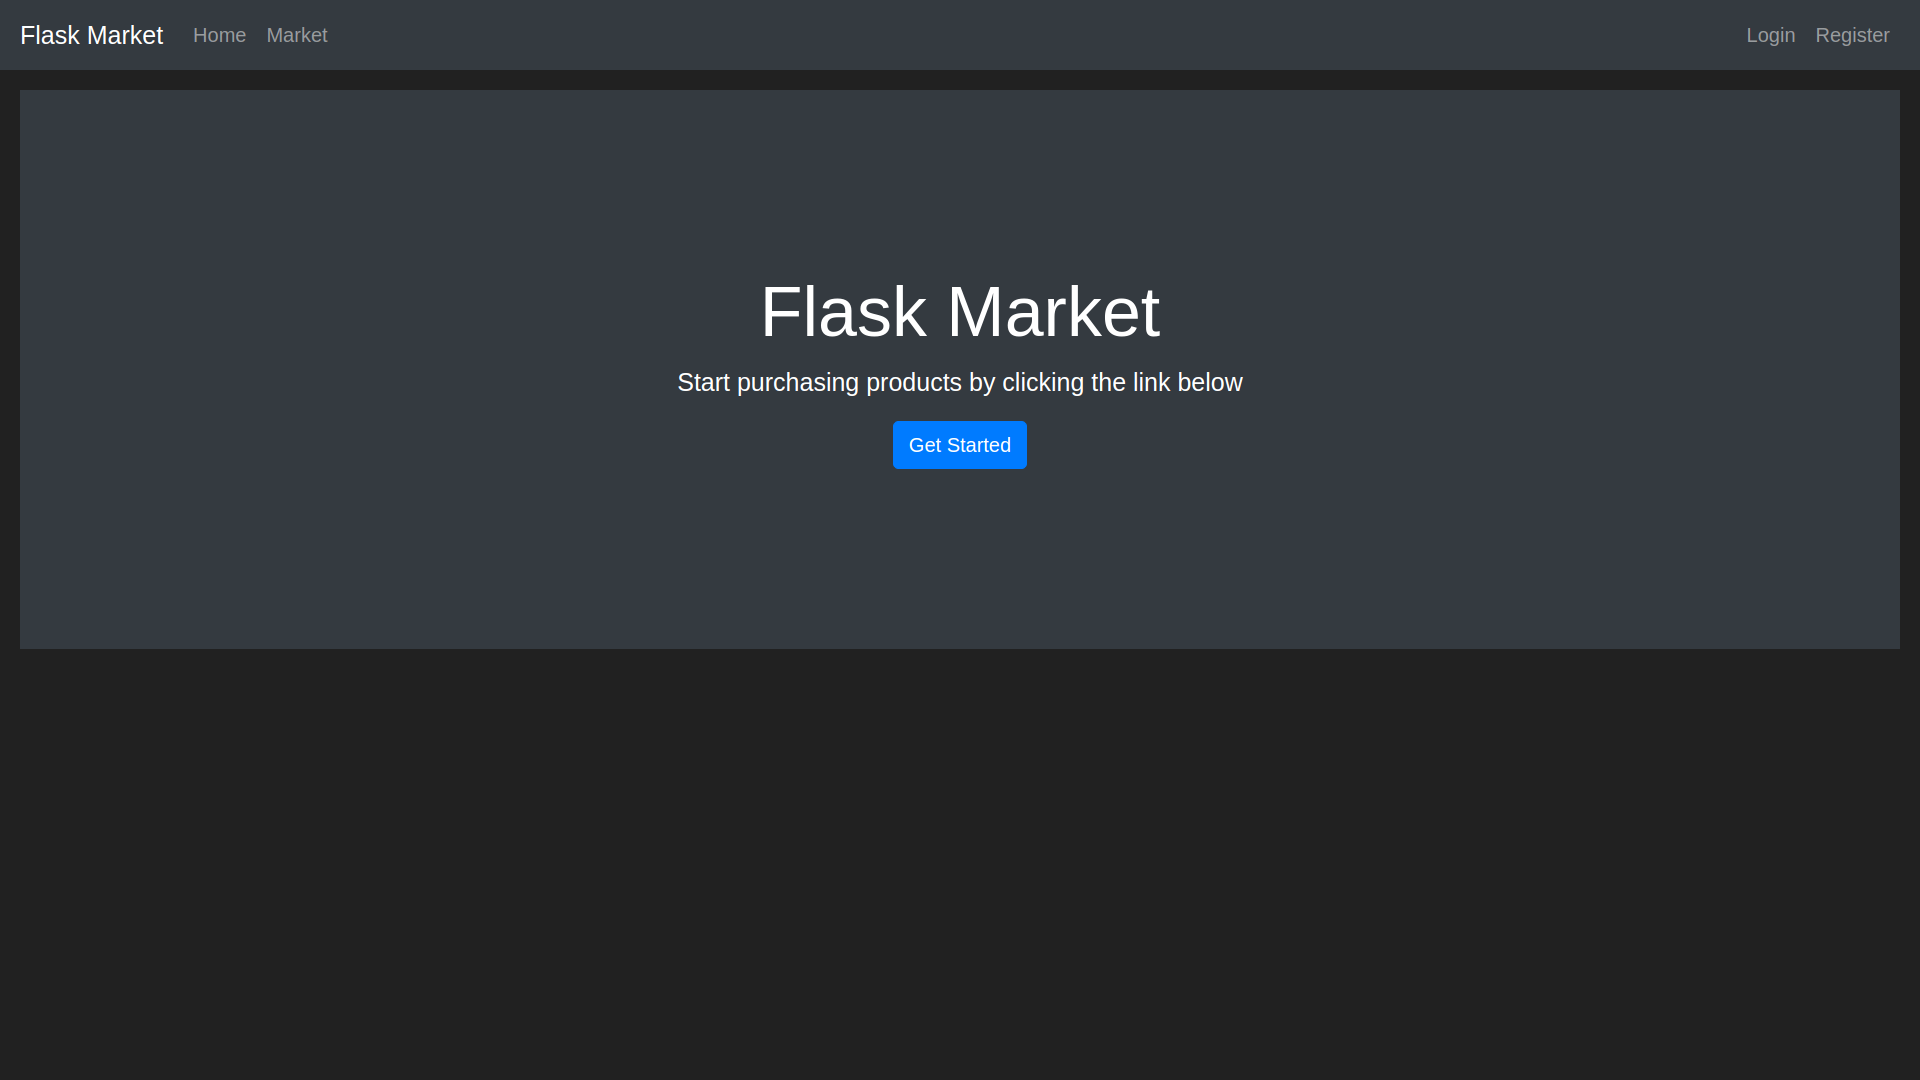 Flask Market Home Market Login Register
Flask Market
Start purchasing products by clicking the link below
Get Started